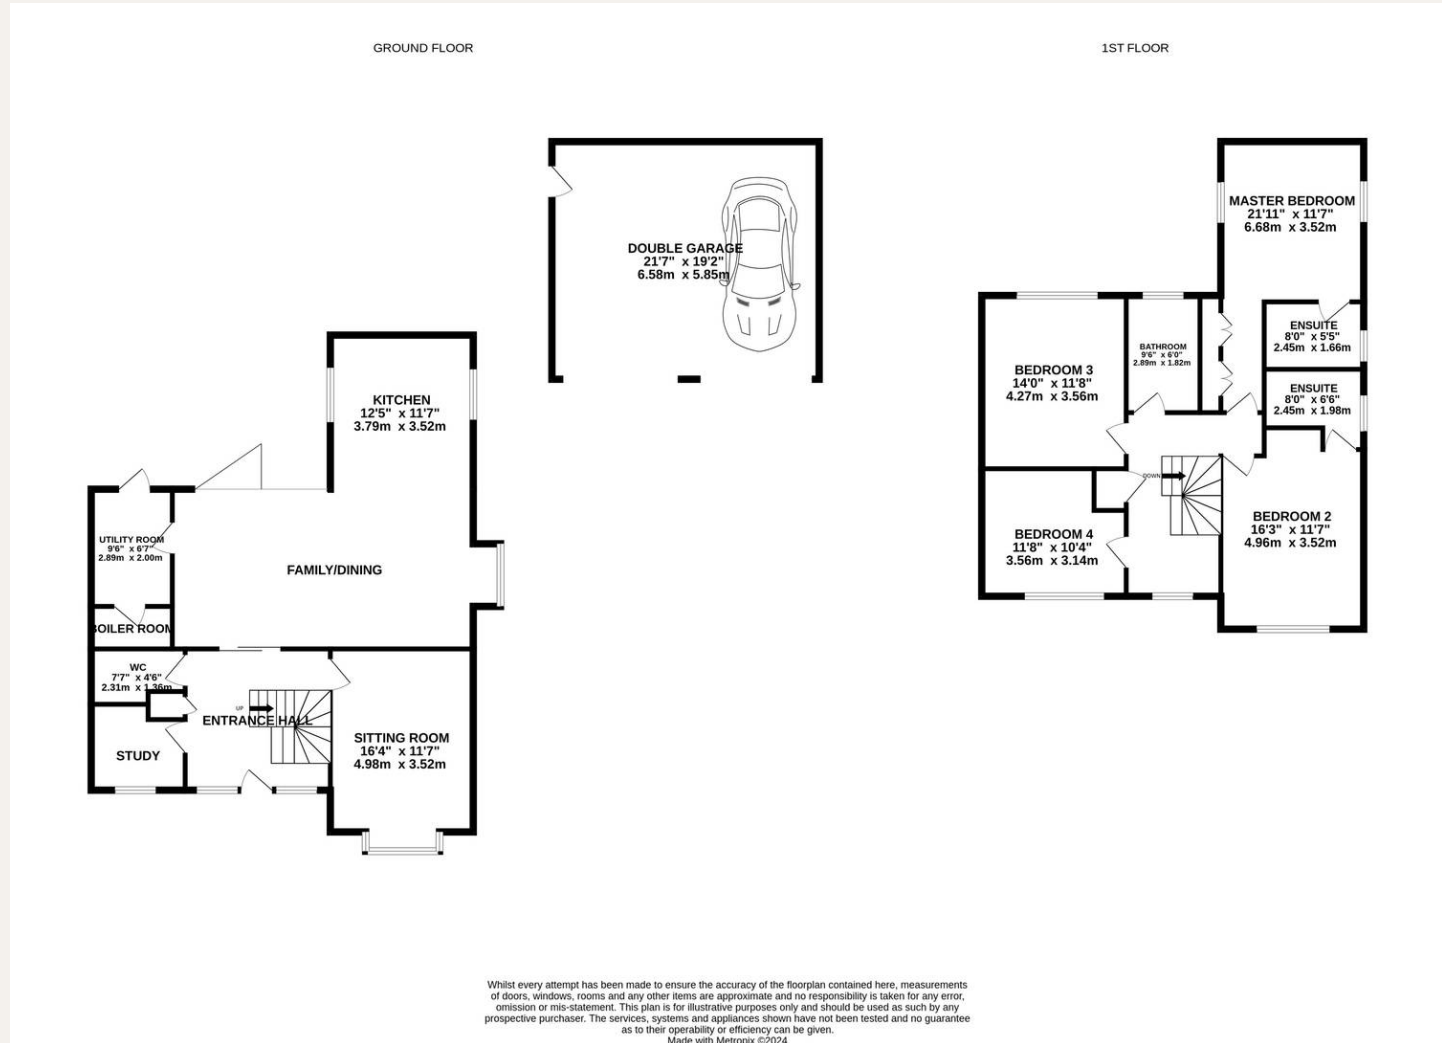 GROUND FLOOR
1ST FLOOR
DOUBLE GARAGE
21'7" x 19'2"
6.58m x 5.85m
KITCHEN
12'5" x 11'7"
3.79m x 3.52m
UTILITY ROOM
9'6" x 6'7"
2.89m x 2.00m
FAMILY/DINING
BOILER ROOM
WC
7'7" x 4'6"
2.31m x 1.36m
UP
ENTRANCE HALL
STUDY
SITTING ROOM
16'4" x 11'7"
4.98m x 3.52m
MASTER BEDROOM
21'11" x 11'7"
6.68m x 3.52m
ENSUITE
8'0" x 5'5"
2.45m x 1.66m
BATHROOM
9'6" x 6'0"
2.89m x 1.82m
BEDROOM 3
14'0" x 11'8"
4.27m x 3.56m
ENSUITE
8'0" x 6'6"
2.45m x 1.98m
DOWN
BEDROOM 2
16'3" x 11'7"
4.96m x 3.52m
BEDROOM 4
11'8" x 10'4"
3.56m x 3.14m
Whilst every attempt has been made to ensure the accuracy of the floorplan contained here, measurements
of doors, windows, rooms and any other items are approximate and no responsibility is taken for any error,
omission or mis-statement. This plan is for illustrative purposes only and should be used as such by any
prospective purchaser. The services, systems and appliances shown have not been tested and no guarantee
as to their operability or efficiency can be given.
Made with Metropix ©2024